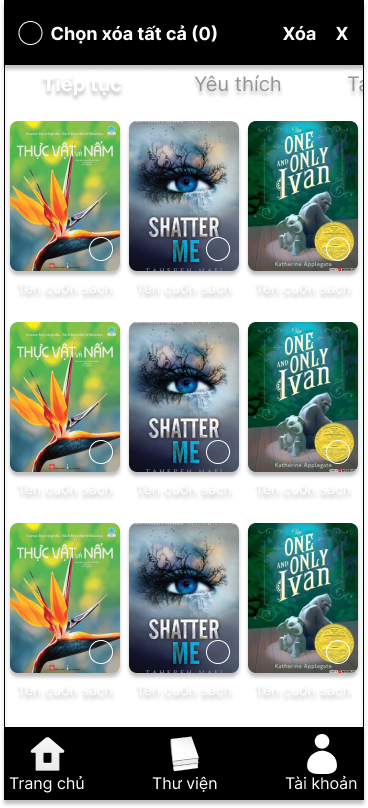 Chọn xóa tất cả (0) Xóa X
Tiếp tục Yêu thích
THỰC VẬT và NẤM
SHATTER
ME
TAHEREH MAFI
The
ONE
AND ONLY
Ivan
Katherine Applegate
Tên cuốn sách Tên cuốn sách Tên cuốn sách
THỰC VẬT và NẤM
SHATTER
ME
TAHEREH MAFI
The
ONE
AND ONLY
Ivan
Katherine Applegate
Tên cuốn sách Tên cuốn sách Tên cuốn sách
THỰC VẬT và NẤM
SHATTER
ME
TAHEREH MAFI
The
ONE
AND ONLY
Ivan
Katherine Applegate
Tên cuốn sách Tên cuốn sách Tên cuốn sách
Trang chủ Thư viện Tài khoản